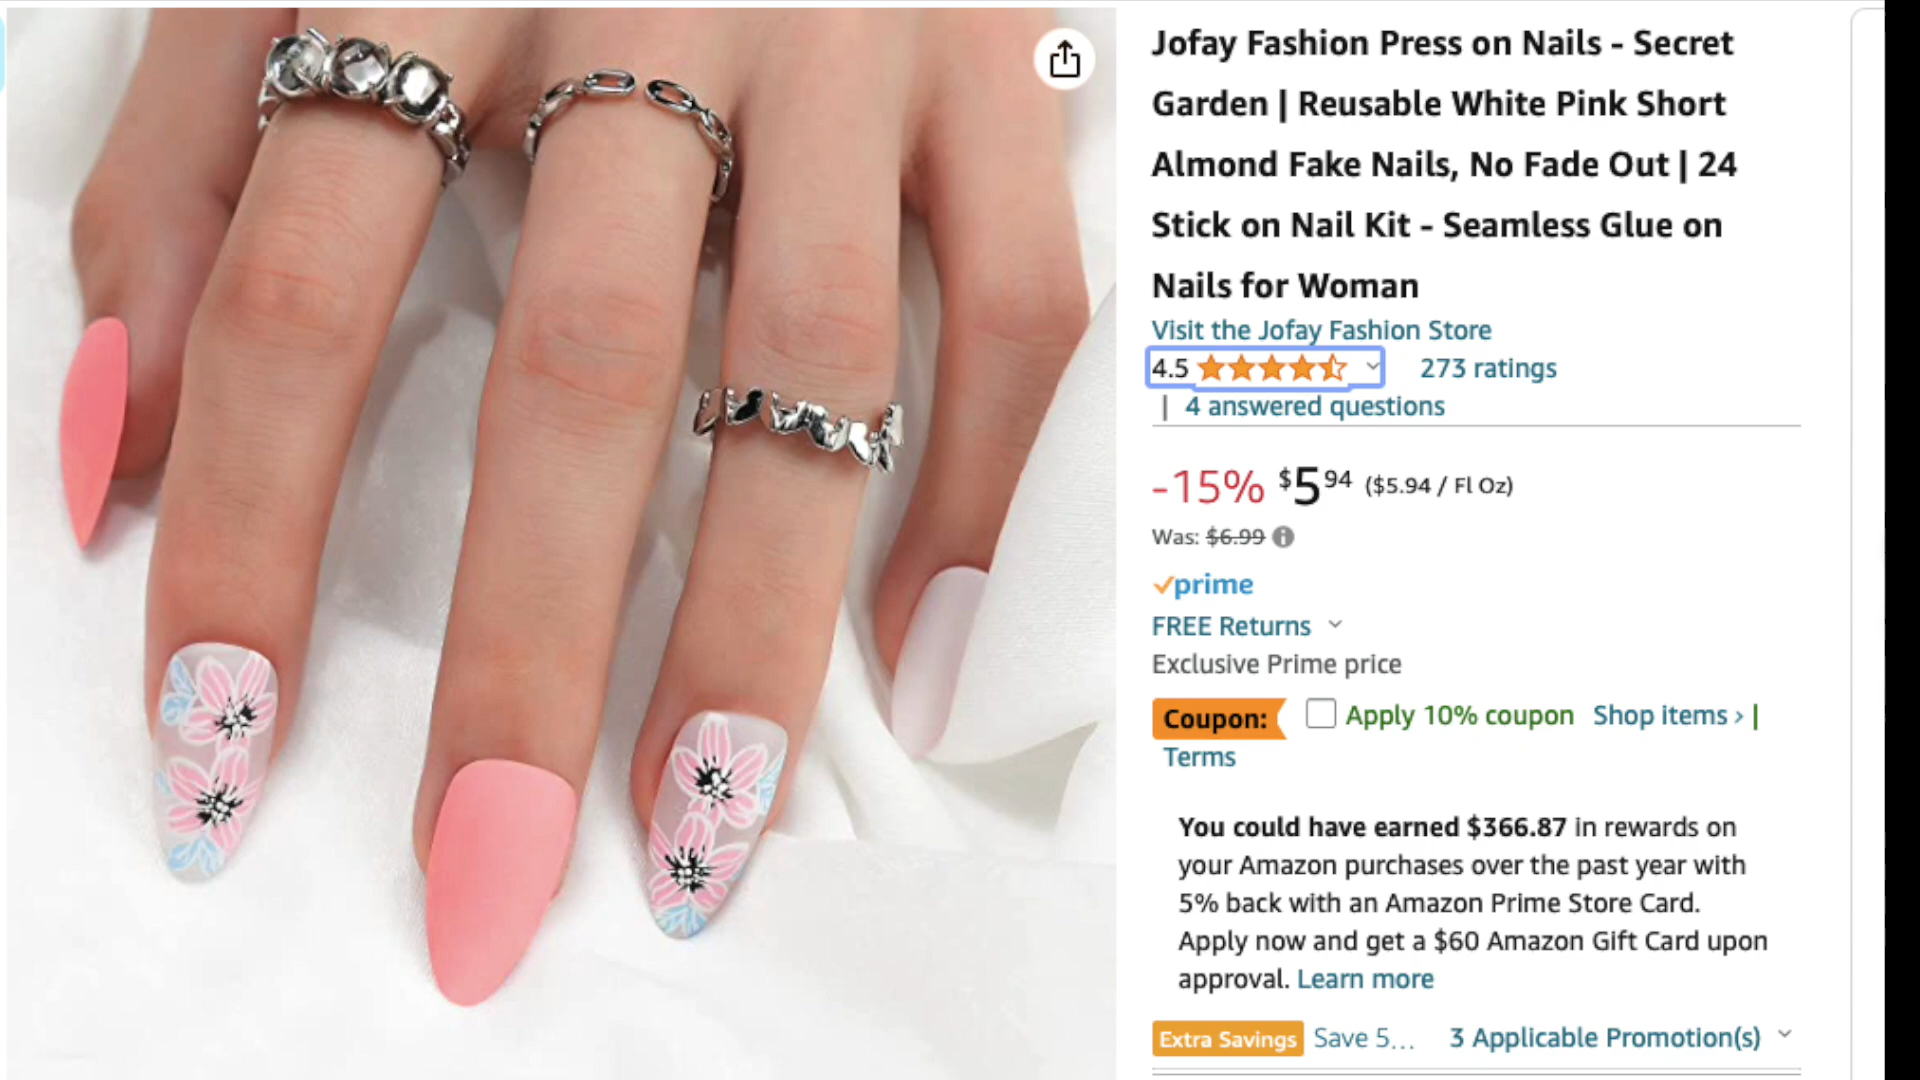 Jofay Fashion Press on Nails - Secret
Garden | Reusable White Pink Short
Almond Fake Nails, No Fade Out | 24
Stick on Nail Kit - Seamless Glue on
Nails for Woman
Visit the Jofay Fashion Store
4.5 273 ratings
| 4 answered questions
-15% $5 94 ($5.94 / Fl Oz)
Was: $6.99
prime
FREE Returns
Exclusive Prime price
Coupon: Apply 10% coupon Shop items › |
Terms
You could have earned $366.87 in rewards on
your Amazon purchases over the past year with
5% back with an Amazon Prime Store Card.
Apply now and get a $60 Amazon Gift Card upon
approval. Learn more
Extra Savings Save 5... 3 Applicable Promotion(s)